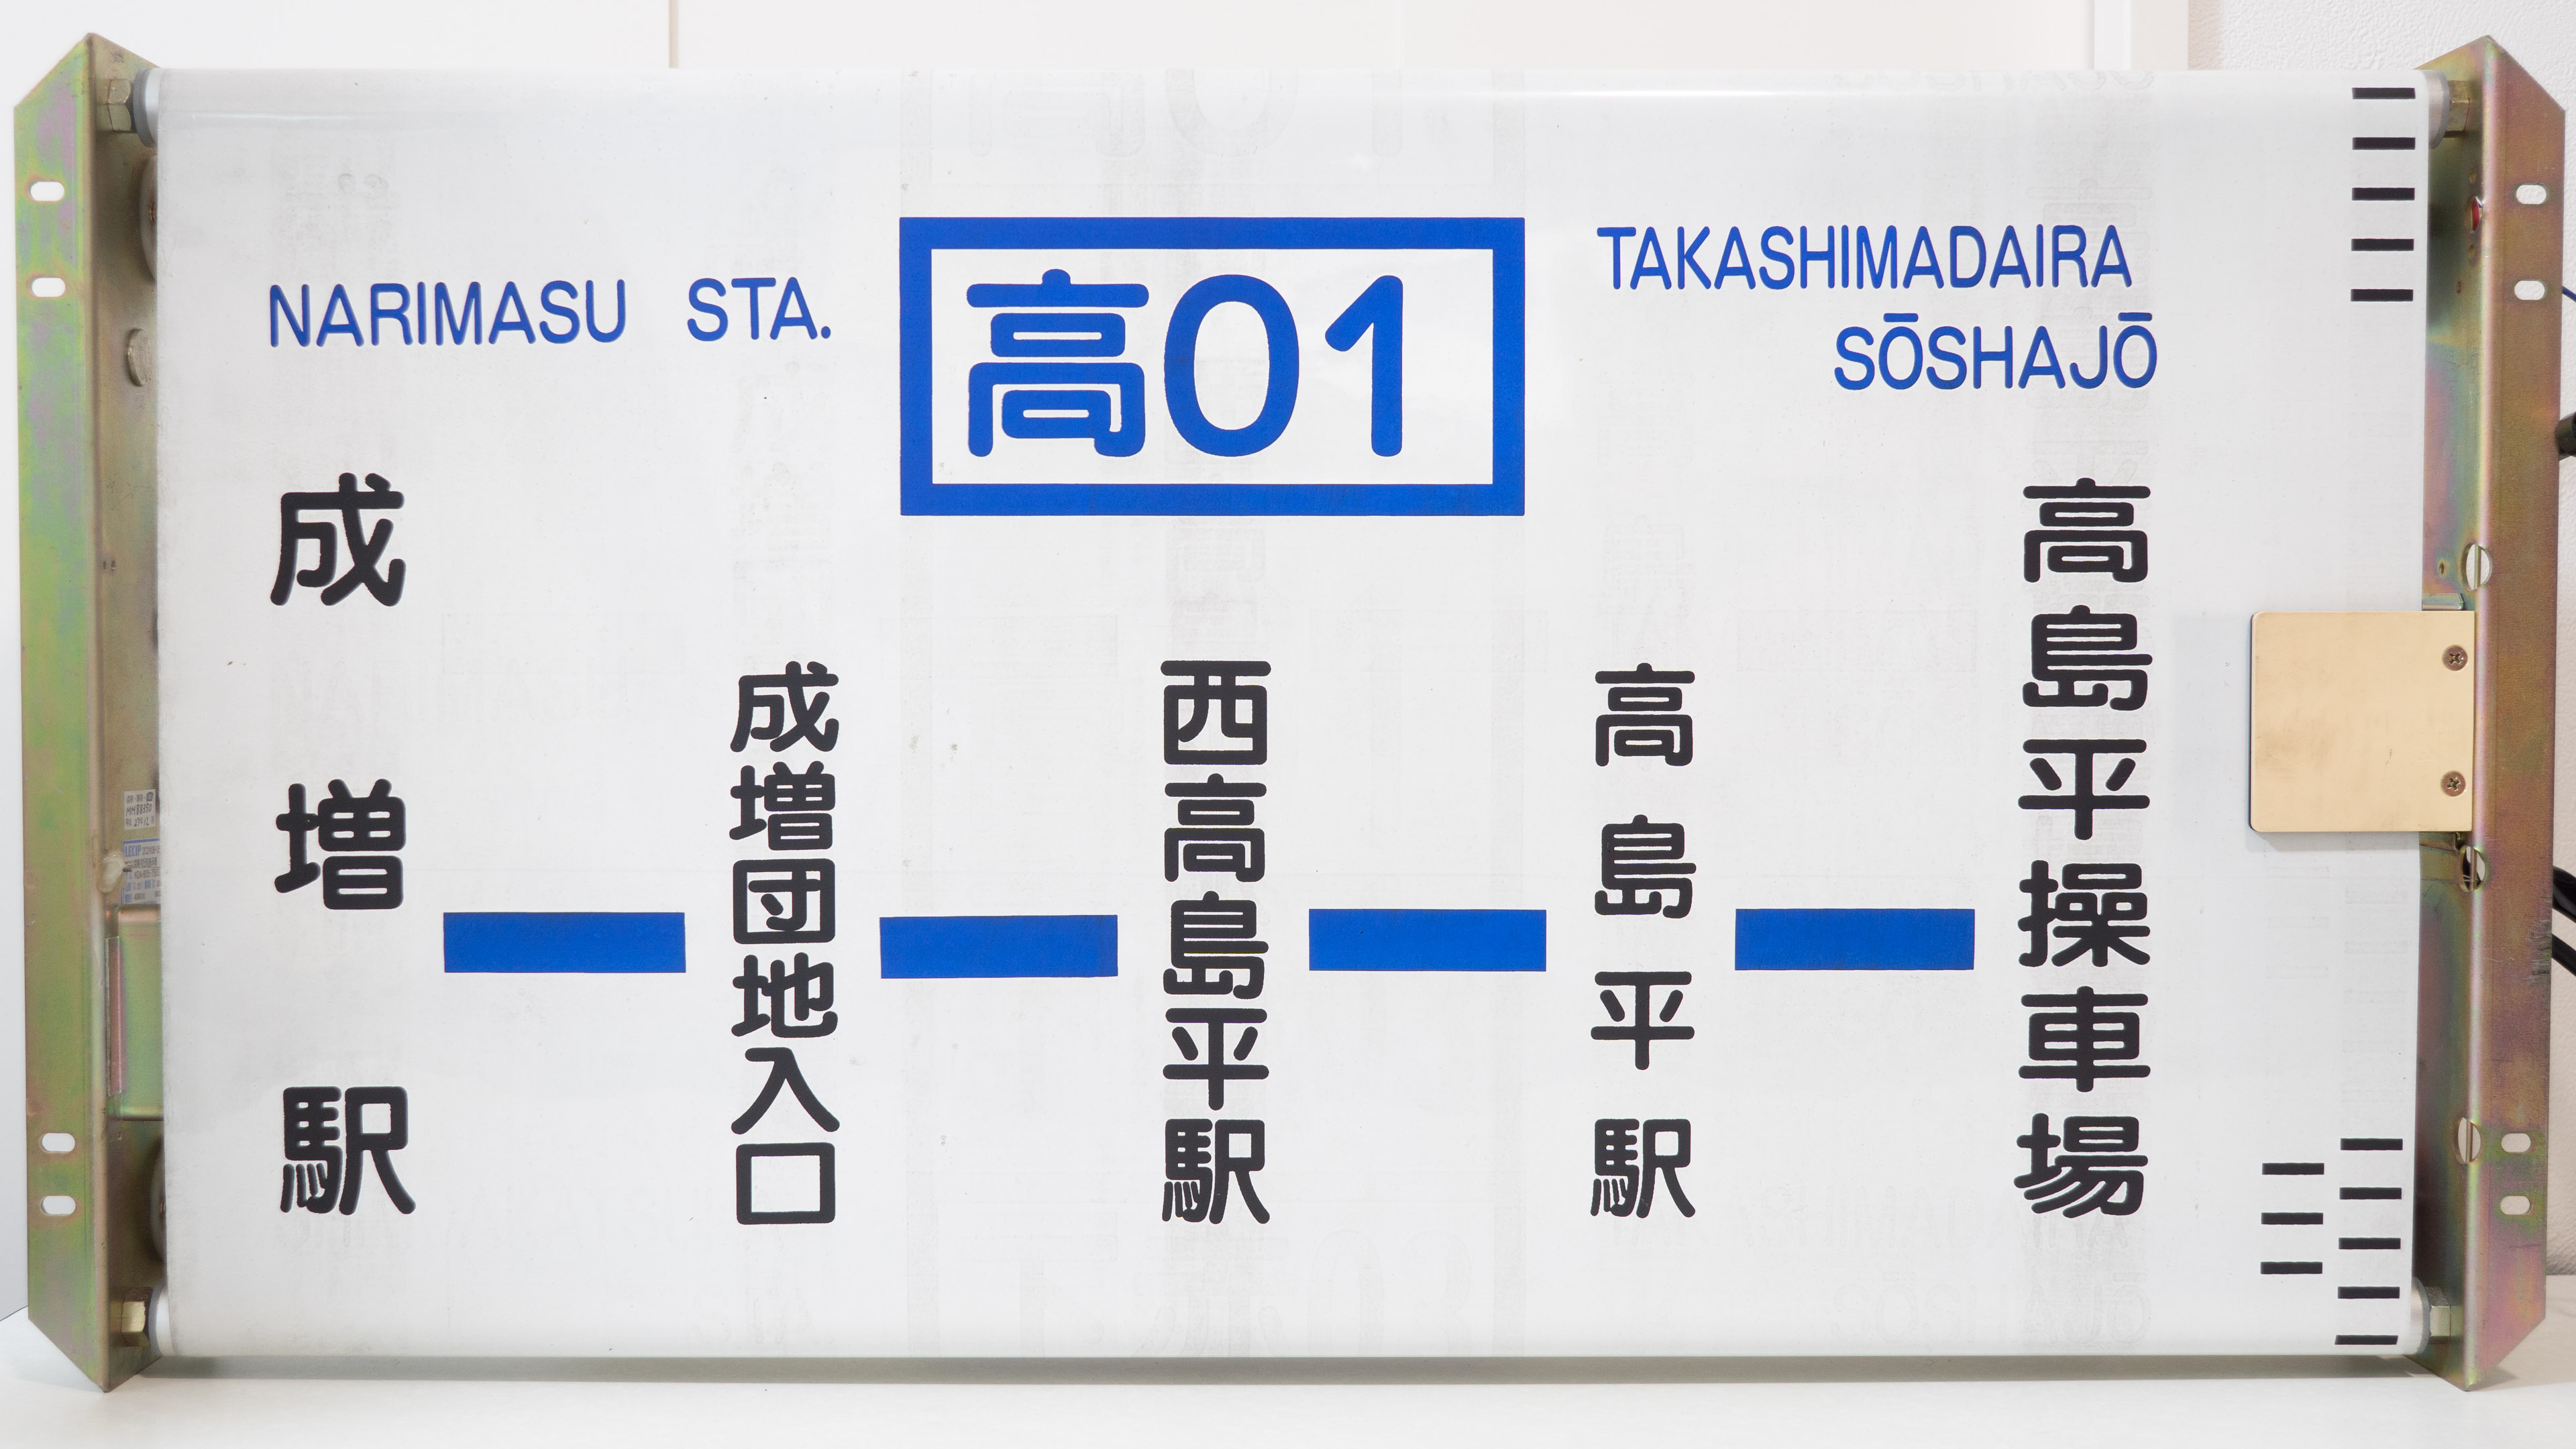 NARIMASU STA.
高01
TAKASHIMADAIRA
SŌSHAJŌ
成増駅
成増団地入口
西高島平駅
高島平駅
高島平操車場